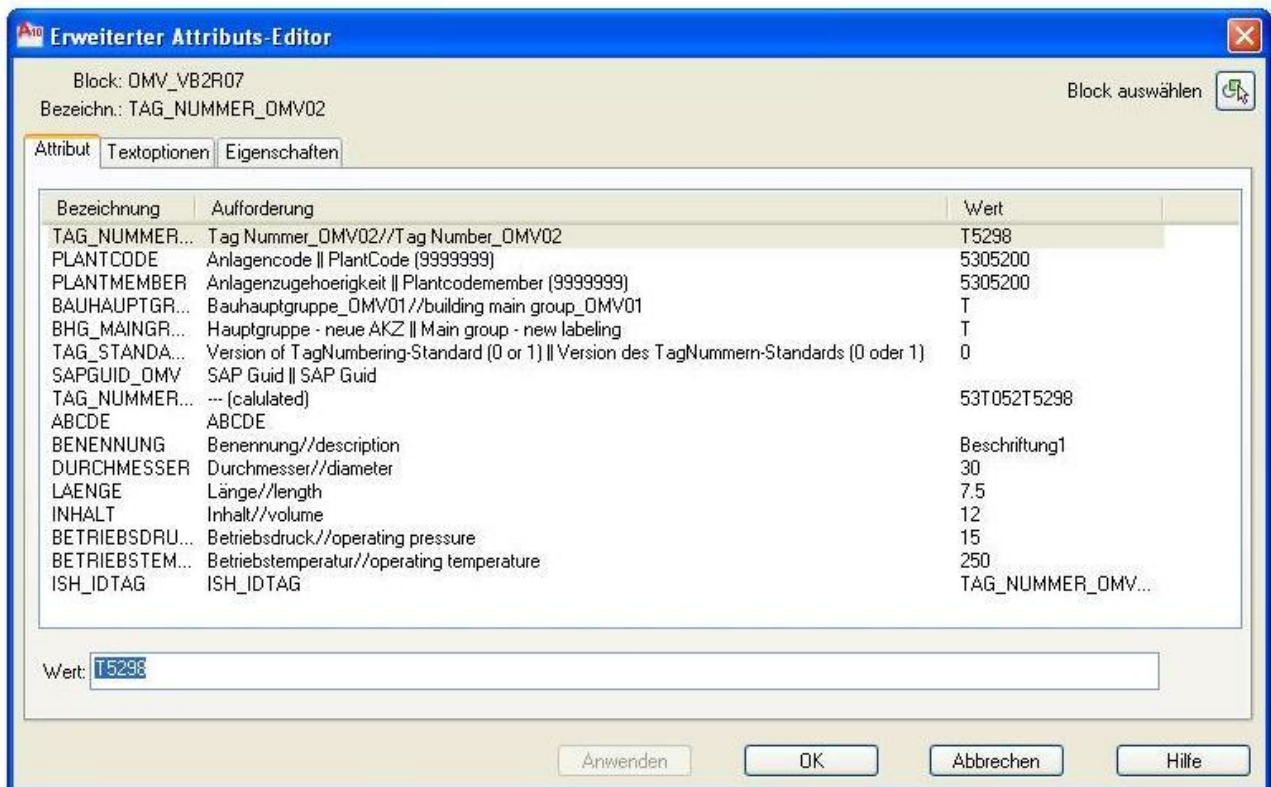 A10 Erweiterter Attributs-Editor
Block: OMV_VB2R07
Block auswählen
Bezeichn.: TAG_NUMMER_OMV02
Attribut Textoptionen Eigenschaften
Bezeichnung Aufforderung Wert
TAG_NUMMER... Tag Nummer_OMV02//Tag Number_OMV02 T5298
PLANTCODE Anlagencode || PlantCode (9999999) 5305200
PLANTMEMBER Anlagenzugehoerigkeit || Plantcodemember (9999999) 5305200
BAUHAUPTGR... Bauhauptgruppe_OMV01//building main group_OMV01 T
BHG_MAINGR... Hauptgruppe - neue AKZ || Main group - new labeling T
TAG_STANDA... Version of TagNumbering-Standard (0 or 1) || Version des TagNummern-Standards (0 oder 1) 0
SAPGUID_OMV SAP Guid || SAP Guid
TAG_NUMMER... --- (calulated) 53T052T5298
ABCDE ABCDE
BENENNUNG Benennung//description Beschriftung1
DURCHMESSER Durchmesser//diameter 30
LAENGE Länge//length 7.5
INHALT Inhalt//volume 12
BETRIEBSDRU... Betriebsdruck//operating pressure 15
BETRIEBSTEM... Betriebstemperatur//operating temperature 250
ISH_IDTAG ISH_IDTAG TAG_NUMMER_OMV...
Wert: T5298
Anwenden OK Abbrechen Hilfe